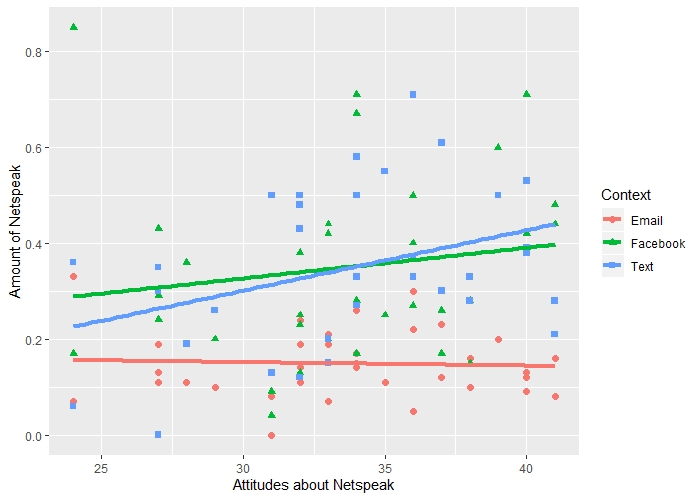 Amount of Netspeak
0.8
0.6
0.4
0.2
0.0
25
30
35
40
Attitudes about Netspeak
Context
Email
Facebook
Text